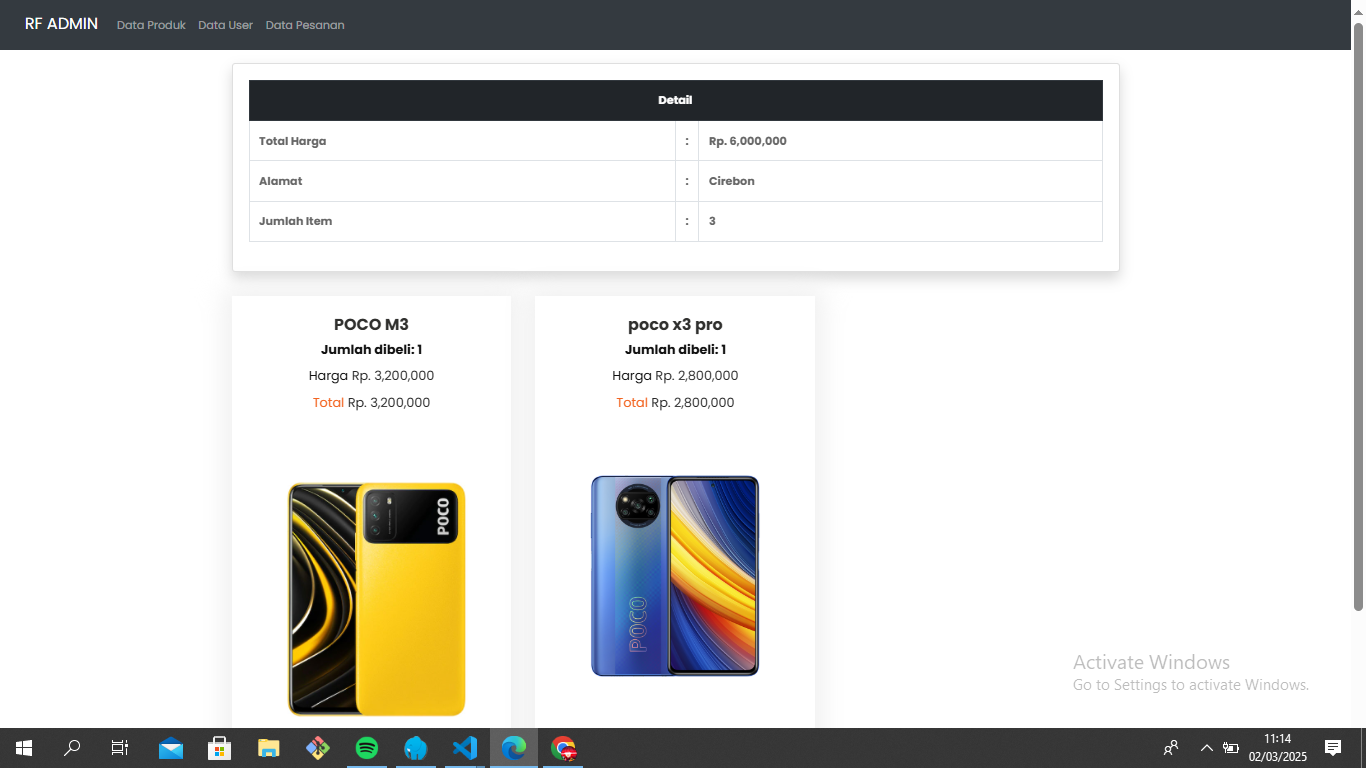 RF ADMIN Data Produk Data User Data Pesanan
Detail
Total Harga : Rp. 6,000,000
Alamat : Cirebon
Jumlah Item : 3
POCO M3
Jumlah dibeli: 1
Harga Rp. 3,200,000
Total Rp. 3,200,000
POCO
poco x3 pro
Jumlah dibeli: 1
Harga Rp. 2,800,000
Total Rp. 2,800,000
POCO
Activate Windows
Go to Settings to activate Windows.
11:14
02/03/2025